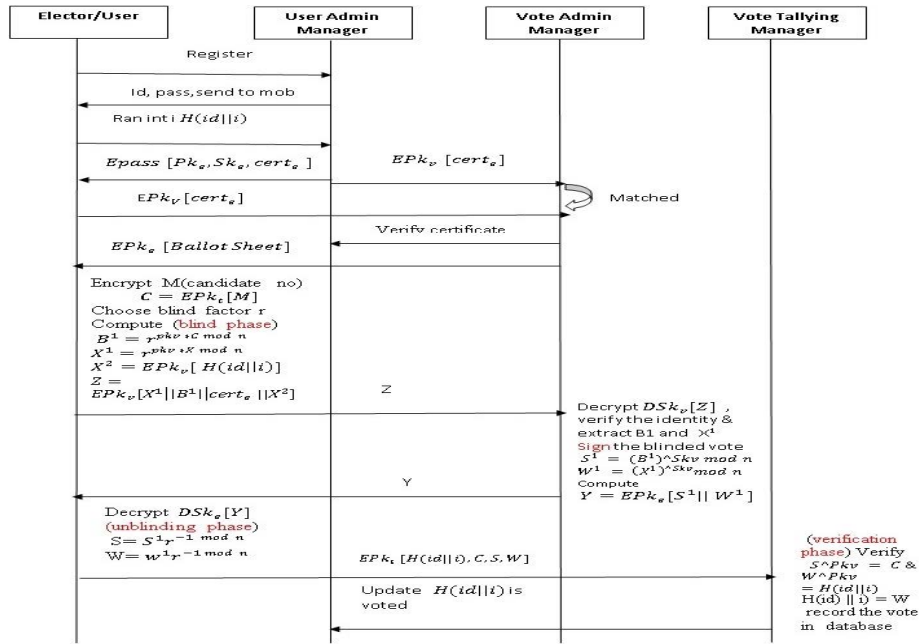 Elector/User
User Admin
Manager
Vote Admin
Manager
Vote Tallying
Manager
Register
Id, pass,send to mob
Ran int i H(id||i)
Epass [Pkₑ, Skₑ, certₑ ]
EPkᵥ [certₑ]
EPkᵥ[certₑ]
Matched
Verify certificate
EPkₑ [Ballot Sheet]
Encrypt M(candidate no)
C = EPkₜ[M]
Choose blind factor r
Compute (blind phase)
B¹ = r^pkv*C mod n
X¹ = r^pkv*X mod n
X² = EPkᵥ[ H(id||i)]
Z =
EPkᵥ[X¹||B¹||certₑ ||X²]
Z
Decrypt DSkᵥ[Z] ,
verify the identity &
extract B1 and X¹
Sign the blinded vote
S¹ = (B¹)^Skv mod n
W¹ = (X¹)^Skv mod n
Compute
Y = EPkₑ[S¹|| W¹]
Y
Decrypt DSkₑ[Y]
(unblinding phase)
S= S¹r⁻¹ mod n
W= w¹r⁻¹ mod n
EPkₜ [H(id||i), C, S, W]
(verification
phase) Verify
S^Pkv = C &
W^Pkv
= H(id||i)
H(id) || i) = W
record the vote
in database
Update H(id||i) is
voted